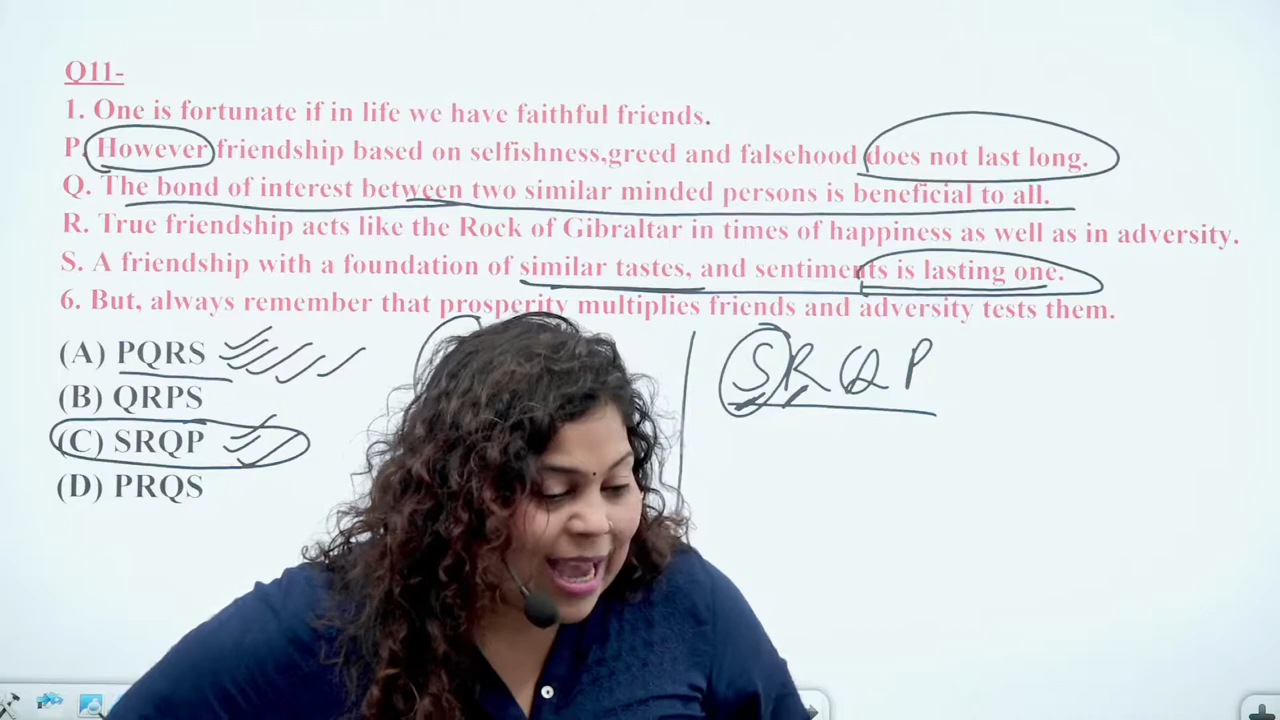 Q11-
1. One is fortunate if in life we have faithful friends.
P. However friendship based on selfishness,greed and falsehood does not last long.
Q. The bond of interest between two similar minded persons is beneficial to all.
R. True friendship acts like the Rock of Gibraltar in times of happiness as well as in adversity.
S. A friendship with a foundation of similar tastes, and sentiments is lasting one.
6. But, always remember that prosperity multiplies friends and adversity tests them.
(A) PQRS
(B) QRPS
(C) SRQP
(D) PRQS
SRQP